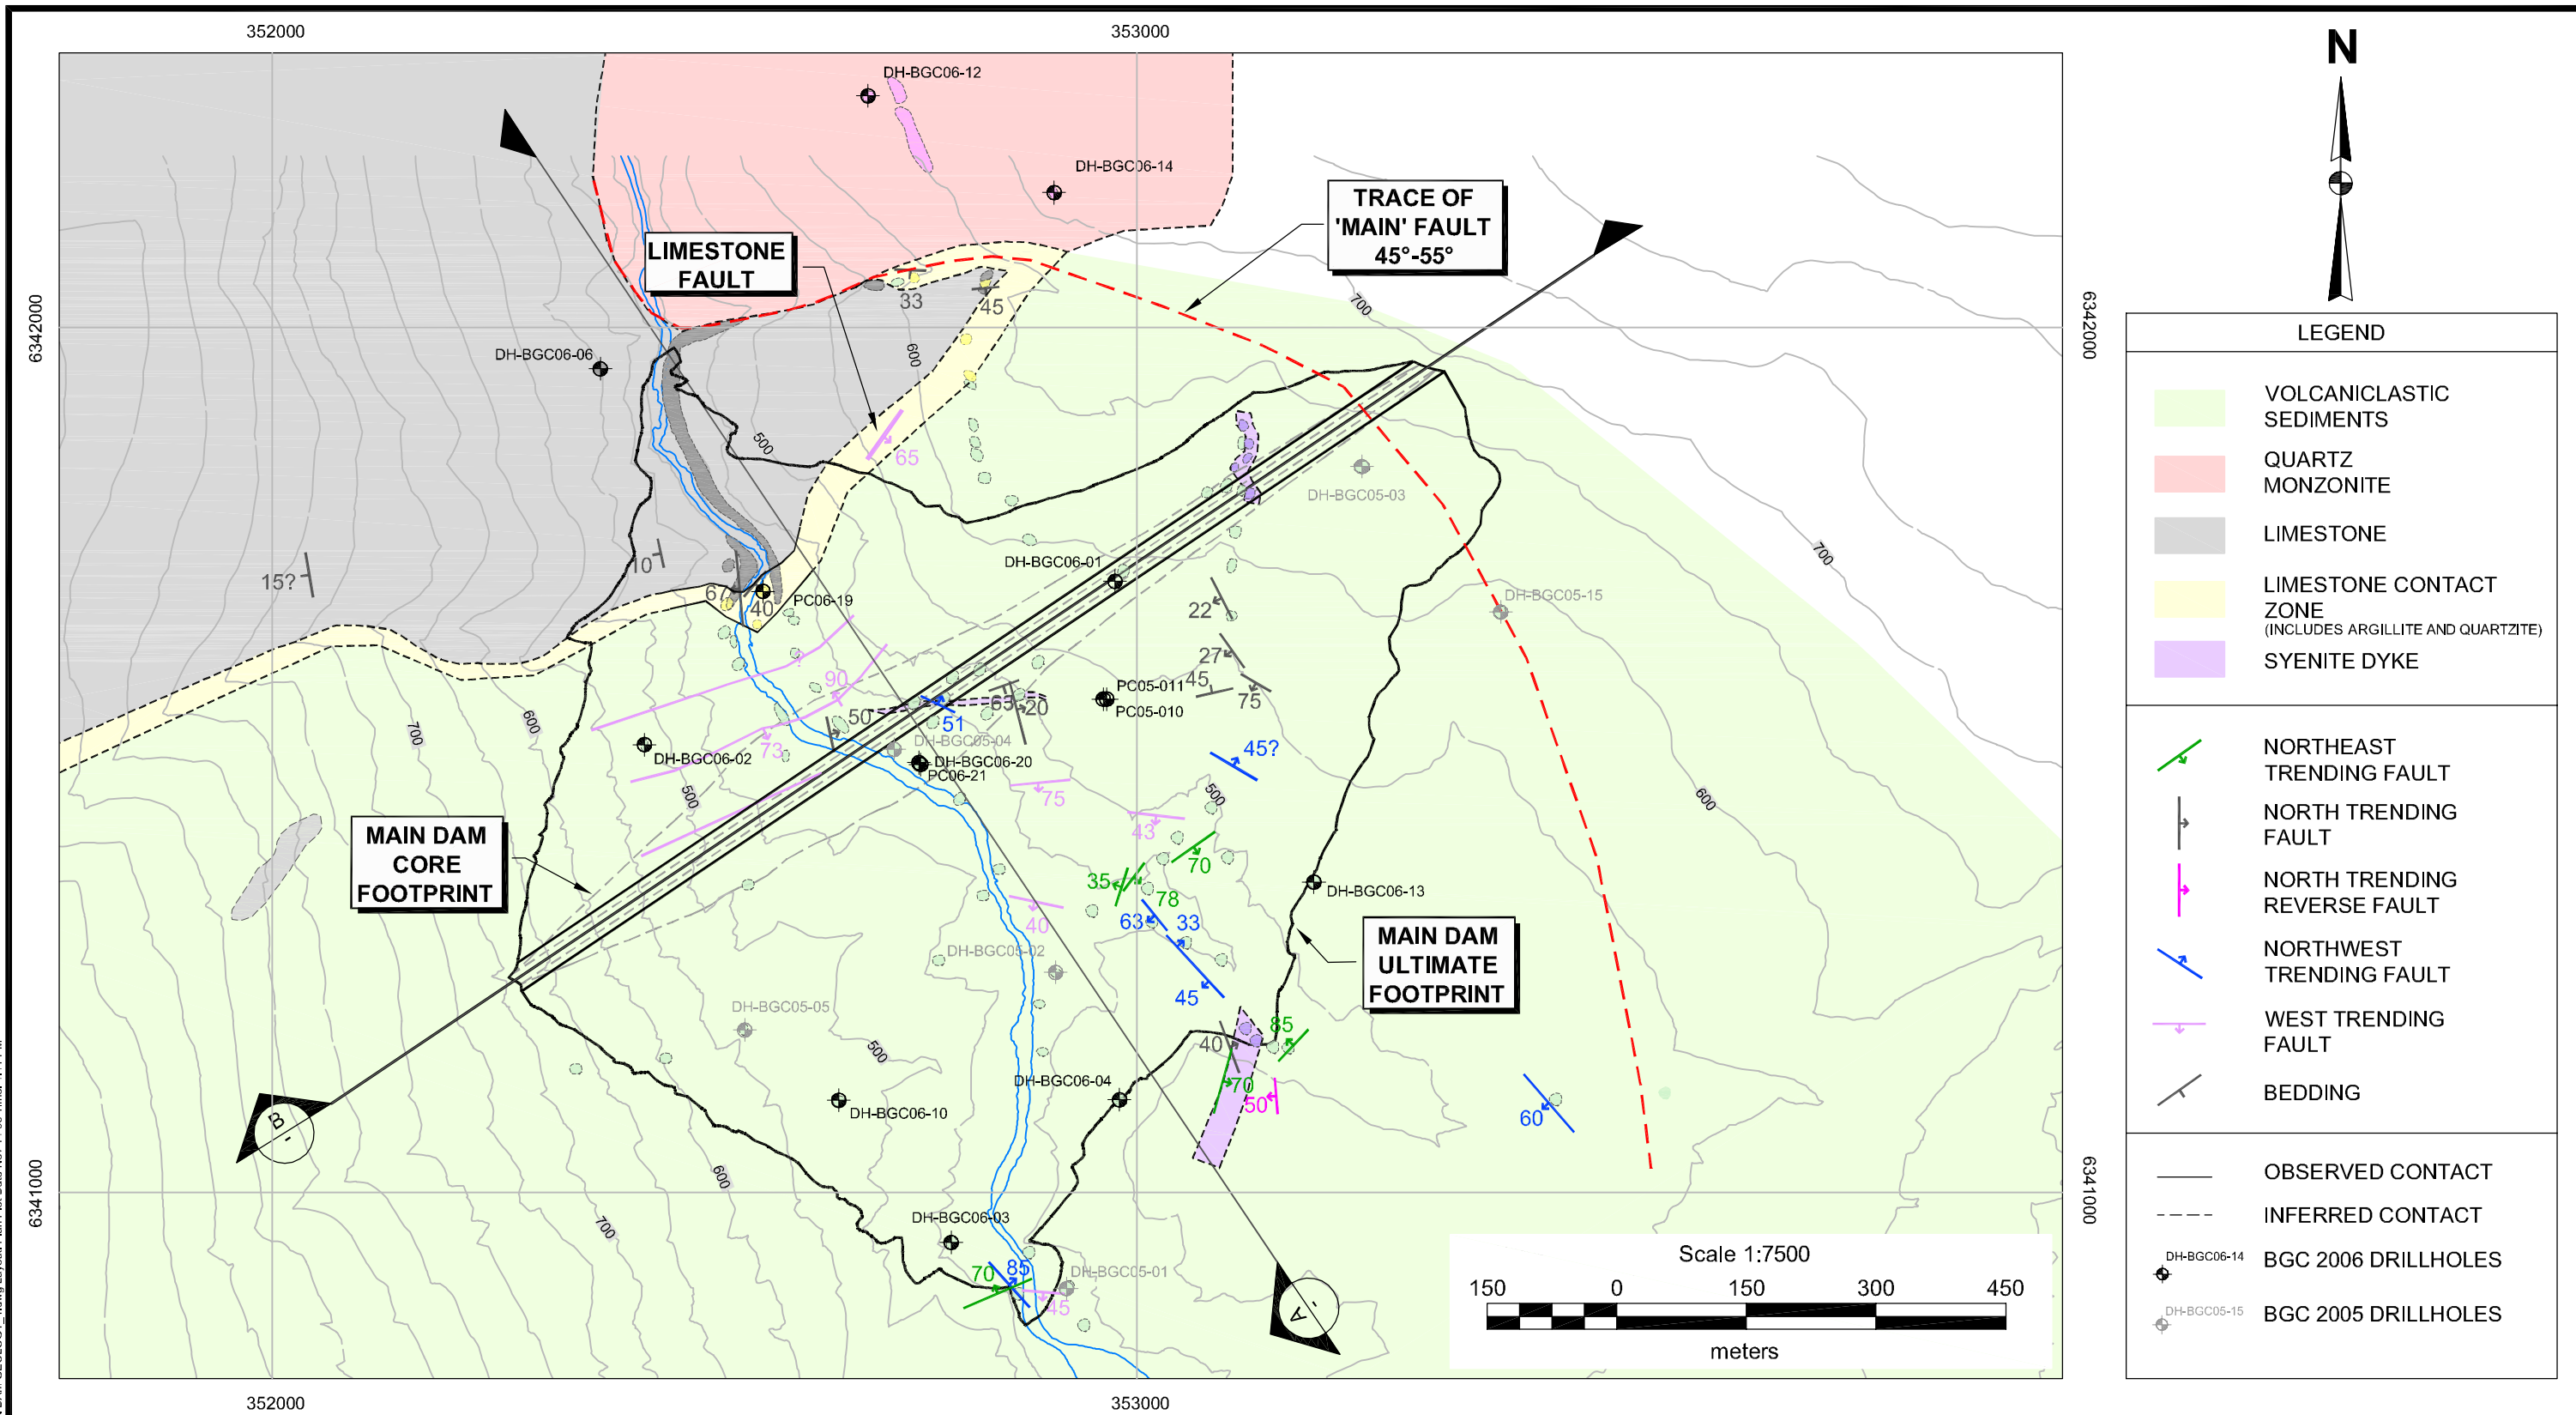 352000
353000
N
DH-BGC06-12
DH-BGC06-14
TRACE OF
'MAIN' FAULT
45°-55°
LIMESTONE
FAULT
33
45
700
6342000
6342000
DH-BGC06-06
600
500
65
DH-BGC05-03
700
DH-BGC06-01
15?
10
67
40
PC06-19
DH-BGC05-15
22
27
45
75
90
PC05-011
PC05-010
63
20
50
51
73
DH-BGC05-04
DH-BGC06-20
PC06-21
DH-BGC06-02
700
600
500
45?
75
500
600
43
70
MAIN DAM
CORE
FOOTPRINT
35
78
DH-BGC06-13
63
33
40
MAIN DAM
ULTIMATE
FOOTPRINT
DH-BGC05-02
45
DH-BGC05-05
85
40
500
DH-BGC06-04
70
50
60
DH-BGC06-10
B
-
600
6341000
6341000
700
DH-BGC06-03
70
85
DH-BGC05-01
45
A
-
Scale 1:7500
150
0
150
300
450
meters
352000
353000
LEGEND
VOLCANICLASTIC
SEDIMENTS
QUARTZ
MONZONITE
LIMESTONE
LIMESTONE CONTACT
ZONE
(INCLUDES ARGILLITE AND QUARTZITE)
SYENITE DYKE
NORTHEAST
TRENDING FAULT
NORTH TRENDING
FAULT
NORTH TRENDING
REVERSE FAULT
NORTHWEST
TRENDING FAULT
WEST TRENDING
FAULT
BEDDING
OBSERVED CONTACT
INFERRED CONTACT
DH-BGC06-14
BGC 2006 DRILLHOLES
DH-BGC05-15
BGC 2005 DRILLHOLES